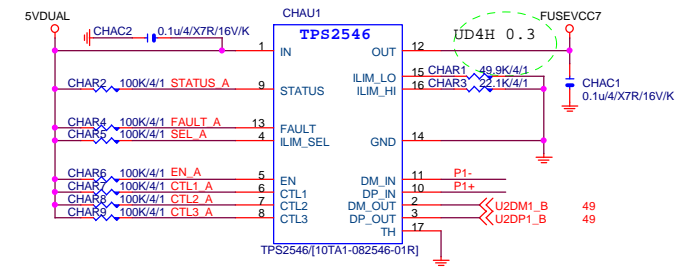 5VDUAL
CHAC2 0.1u/4/X7R/16V/K
CHAU1
FUSEVCC7
TPS2546
UD4H 0.3
1 IN
OUT 12
CHAR2 100K/4/1 STATUS_A 9 STATUS
ILIM_LO 15 CHAR1 49.9K/4/1
ILIM_HI 16 CHAR3 22.1K/4/1
CHAC1
0.1u/4/X7R/16V/K
CHAR4 100K/4/1 FAULT_A 13 FAULT
CHAR5 100K/4/1 SEL_A 4 ILIM_SEL
GND 14
CHAR6 100K/4/1 EN_A 5 EN
CHAR7 100K/4/1 CTL1_A 6 CTL1
CHAR8 100K/4/1 CTL2_A 7 CTL2
CHAR9 100K/4/1 CTL3_A 8 CTL3
DM_IN 11 P1-
DP_IN 10 P1+
DM_OUT 2 U2DM1_B 49
DP_OUT 3 U2DP1_B 49
TH 17
TPS2546/[10TA1-082546-01R]